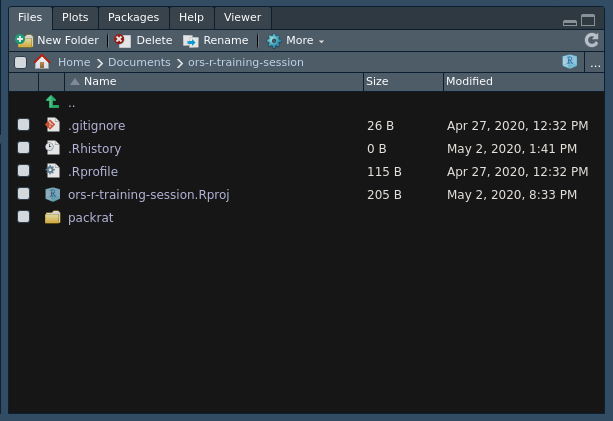 Files Plots Packages Help Viewer
New Folder Delete Rename More
Home Documents ors-r-training-session R ...
Name Size Modified
..
.gitignore 26 B Apr 27, 2020, 12:32 PM
.Rhistory 0 B May 2, 2020, 1:41 PM
.Rprofile 115 B Apr 27, 2020, 12:32 PM
R ors-r-training-session.Rproj 205 B May 2, 2020, 8:33 PM
packrat